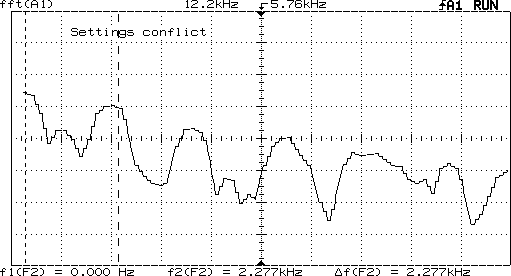 fft(A1) 12.2kHz 5.76kHz fA1 RUN
Settings conflict
f1(F2) = 0.000 Hz f2(F2) = 2.277kHz Δf(F2) = 2.277kHz